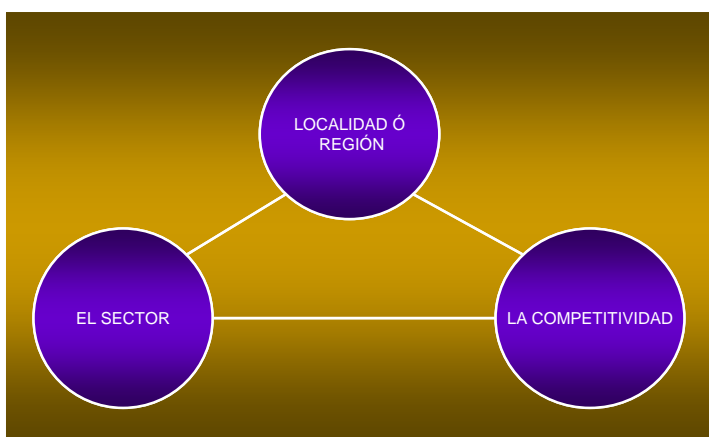 LOCALIDAD Ó
REGIÓN
EL SECTOR
LA COMPETITIVIDAD